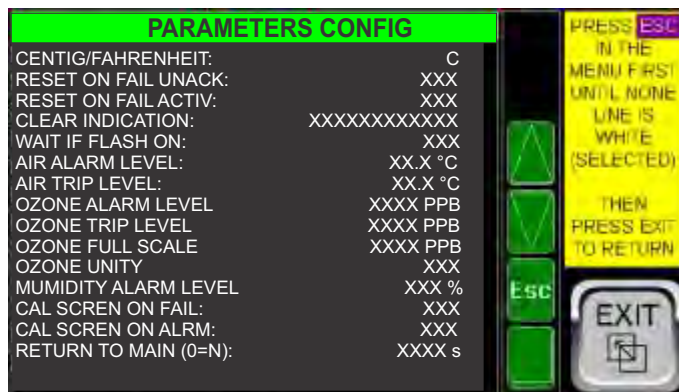 PARAMETERS CONFIG
CENTIG/FAHRENHEIT: C
RESET ON FAIL UNACK: XXX
RESET ON FAIL ACTIV: XXX
CLEAR INDICATION: XXXXXXXXXXXX
WAIT IF FLASH ON: XXX
AIR ALARM LEVEL: XX.X °C
AIR TRIP LEVEL: XX.X °C
OZONE ALARM LEVEL XXXX PPB
OZONE TRIP LEVEL XXXX PPB
OZONE FULL SCALE XXXX PPB
OZONE UNITY XXX
MUMIDITY ALARM LEVEL XXX %
CAL SCREN ON FAIL: XXX
CAL SCREN ON ALRM: XXX
RETURN TO MAIN (0=N): XXXX s
Esc
PRESS ESC
IN THE
MENU FIRST
UNTIL NONE
LINE IS
WHITE
(SELECTED)
THEN
PRESS EXIT
TO RETURN
EXIT